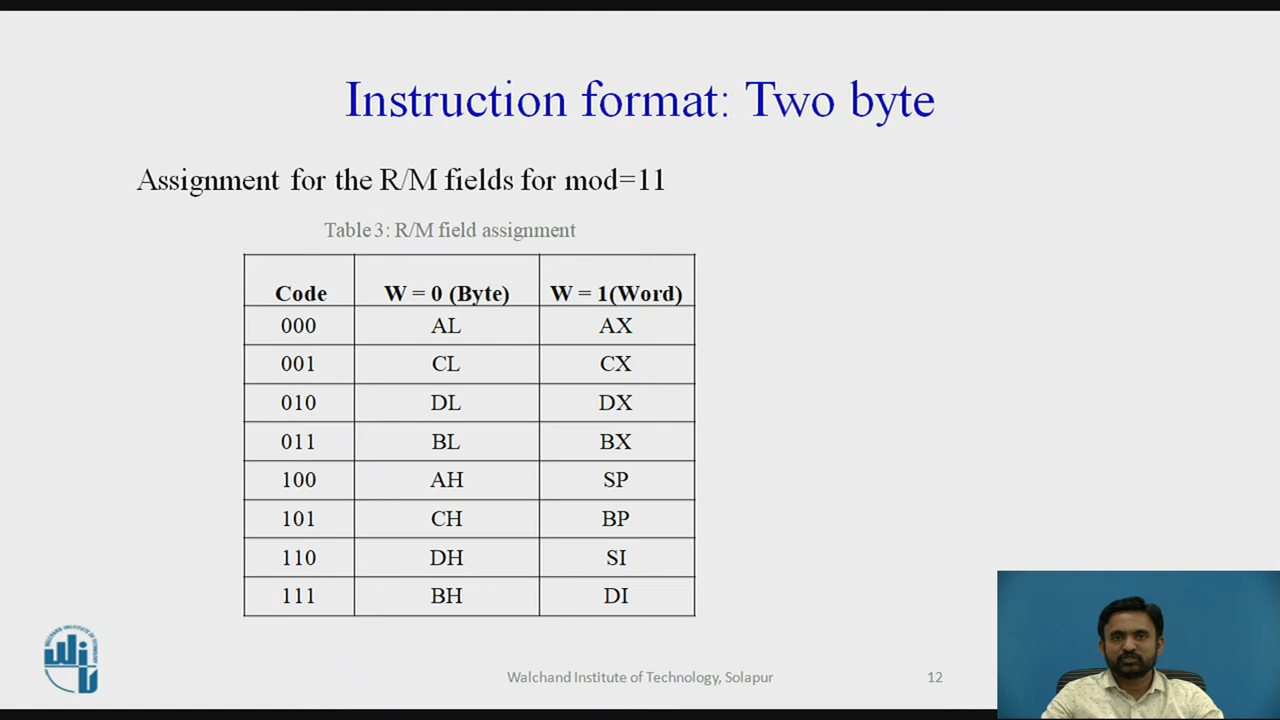 Instruction format: Two byte
Assignment for the R/M fields for mod=11
Table 3: R/M field assignment
Code W = 0 (Byte) W = 1(Word)
000 AL AX
001 CL CX
010 DL DX
011 BL BX
100 AH SP
101 CH BP
110 DH SI
111 BH DI
Walchand Institute of Technology, Solapur 12